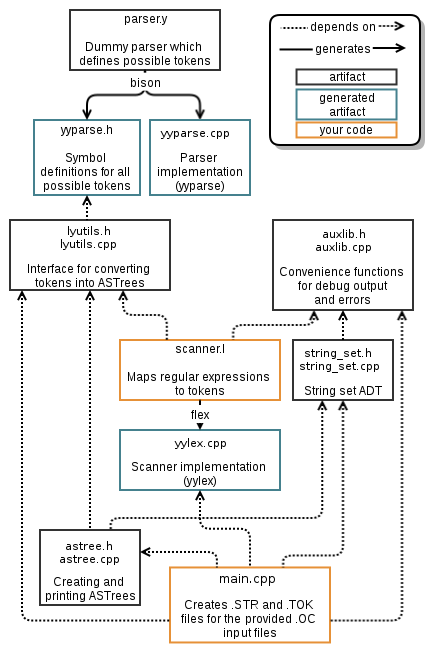 parser.y
Dummy parser which
defines possible tokens
depends on
generates
artifact
generated
artifact
your code
bison
yyparse.h
Symbol
definitions for all
possible tokens
yyparse.cpp
Parser
implementation
(yyparse)
lyutils.h
lyutils.cpp
Interface for converting
tokens into ASTrees
auxlib.h
auxlib.cpp
Convenience functions
for debug output
and errors
scanner.l
Maps regular expressions
to tokens
string_set.h
string_set.cpp
String set ADT
flex
yylex.cpp
Scanner implementation
(yylex)
astree.h
astree.cpp
Creating and
printing ASTrees
main.cpp
Creates .STR and .TOK
files for the provided .OC
input files